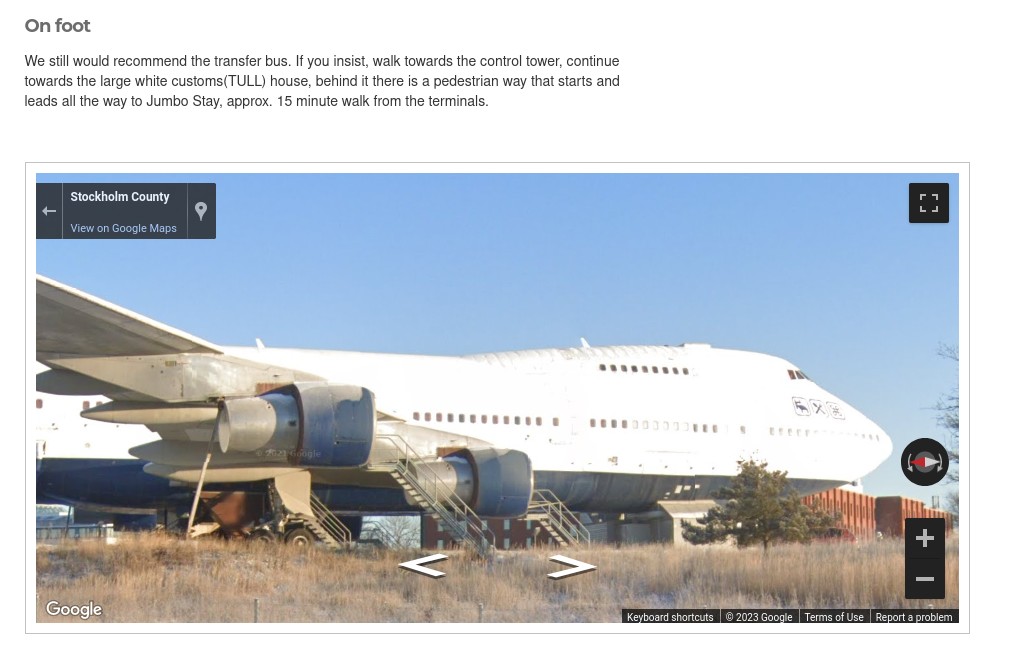 On foot
We still would recommend the transfer bus. If you insist, walk towards the control tower, continue
towards the large white customs(TULL) house, behind it there is a pedestrian way that starts and
leads all the way to Jumbo Stay, approx. 15 minute walk from the terminals.
Stockholm County
View on Google Maps
© 2021 Google
Google
Keyboard shortcuts
© 2023 Google
Terms of Use
Report a problem